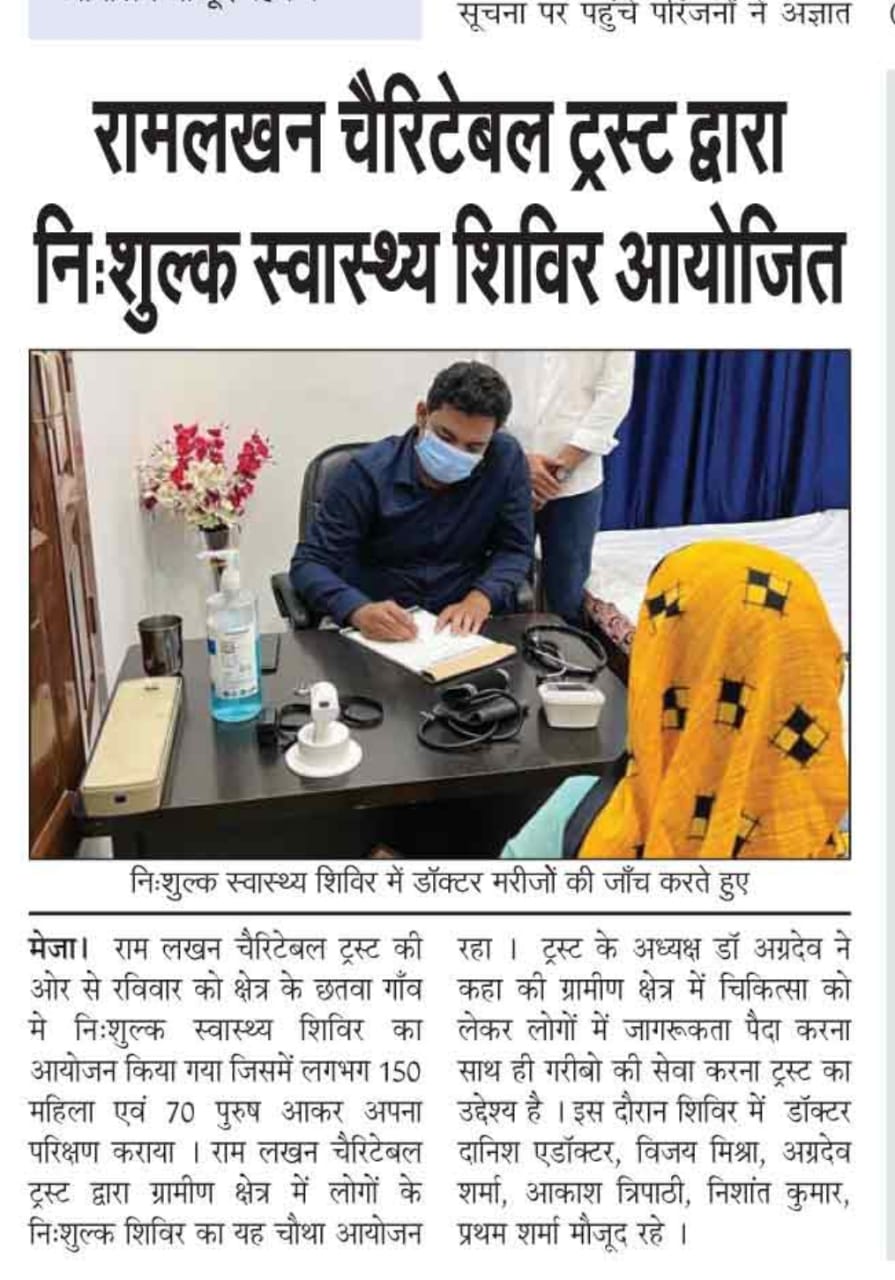 सूचना पर पहुंचे परिजनों ने अज्ञात
रामलखन चैरिटेबल ट्रस्ट द्वारा
निःशुल्क स्वास्थ्य शिविर आयोजित
निःशुल्क स्वास्थ्य शिविर में डॉक्टर मरीजों की जाँच करते हुए
मेजा। राम लखन चैरिटेबल ट्रस्ट की
ओर से रविवार को क्षेत्र के छतवा गाँव
मे निःशुल्क स्वास्थ्य शिविर का
आयोजन किया गया जिसमें लगभग 150
महिला एवं 70 पुरुष आकर अपना
परिक्षण कराया । राम लखन चैरिटेबल
ट्रस्ट द्वारा ग्रामीण क्षेत्र में लोगों के
निःशुल्क शिविर का यह चौथा आयोजन
रहा । ट्रस्ट के अध्यक्ष डॉ अग्रदेव ने
कहा की ग्रामीण क्षेत्र में चिकित्सा को
लेकर लोगों में जागरूकता पैदा करना
साथ ही गरीबो की सेवा करना ट्रस्ट का
उद्देश्य है । इस दौरान शिविर में डॉक्टर
दानिश एडॉक्टर, विजय मिश्रा, अग्रदेव
शर्मा, आकाश त्रिपाठी, निशांत कुमार,
प्रथम शर्मा मौजूद रहे ।